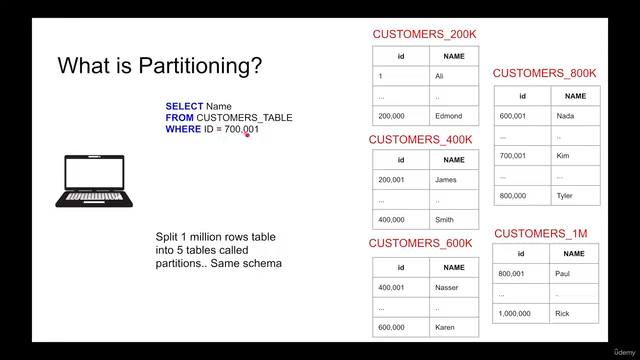 What is Partitioning?
SELECT Name
FROM CUSTOMERS_TABLE
WHERE ID = 700,001
Split 1 million rows table
into 5 tables called
partitions.. Same schema
CUSTOMERS_200K
id NAME
1 Ali
... ..
200,000 Edmond
CUSTOMERS_400K
id NAME
200,001 James
... ..
400,000 Smith
CUSTOMERS_600K
id NAME
400,001 Nasser
... ..
600,000 Karen
CUSTOMERS_800K
id NAME
600,001 Nada
... ..
700,001 Kim
... ...
800,000 Tyler
CUSTOMERS_1M
id NAME
800,001 Paul
... ..
1,000,000 Rick
udemy